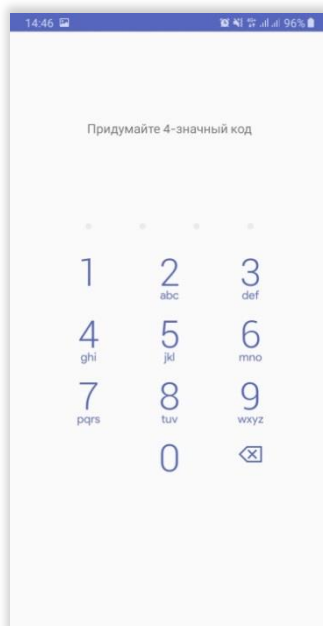 14:46 96%
Придумайте 4-значный код
1 2 3
abc def
4 5 6
ghi jkl mno
7 8 9
pqrs tuv wxyz
0